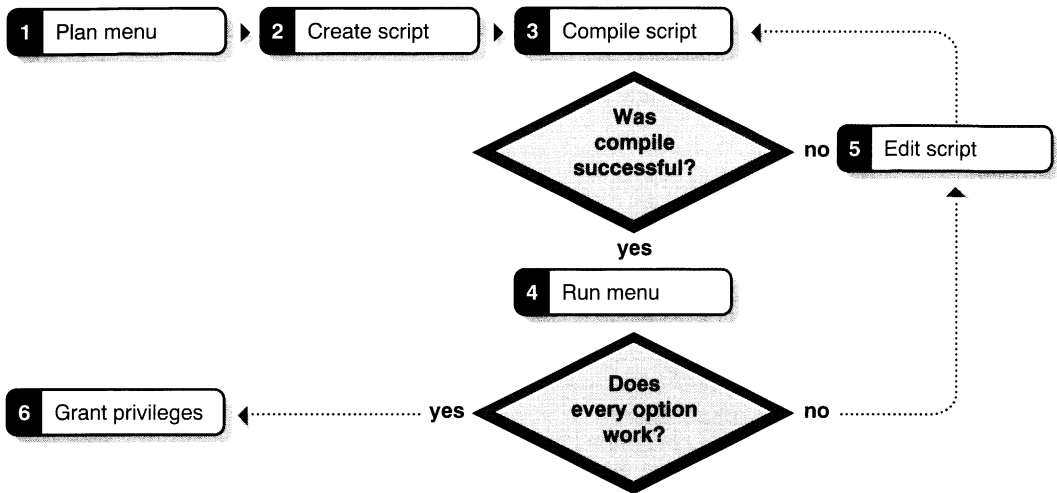 1 Plan menu
2 Create script
3 Compile script
Was
compile
successful?
no
5 Edit script
yes
4 Run menu
Does
every option
work?
no
yes
6 Grant privileges